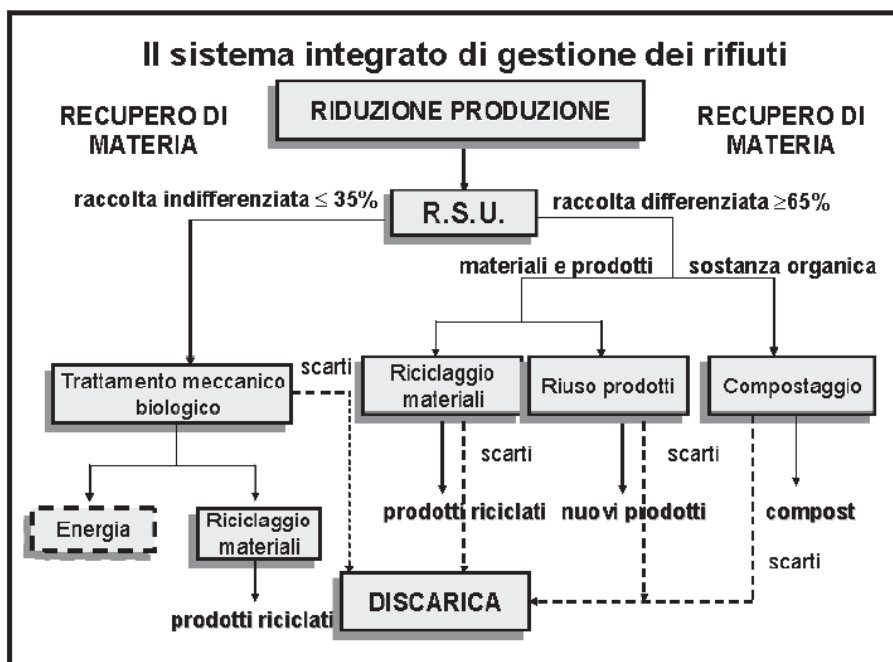 Il sistema integrato di gestione dei rifiuti
RIDUZIONE PRODUZIONE
RECUPERO DI
MATERIA
RECUPERO DI
MATERIA
raccolta indifferenziata ≤ 35%
R.S.U.
raccolta differenziata ≥65%
materiali e prodotti
sostanza organica
Trattamento meccanico
biologico
scarti
Riciclaggio
materiali
Riuso prodotti
Compostaggio
scarti
scarti
Energia
Riciclaggio
materiali
prodotti riciclati
nuovi prodotti
compost
scarti
DISCARICA
prodotti riciclati